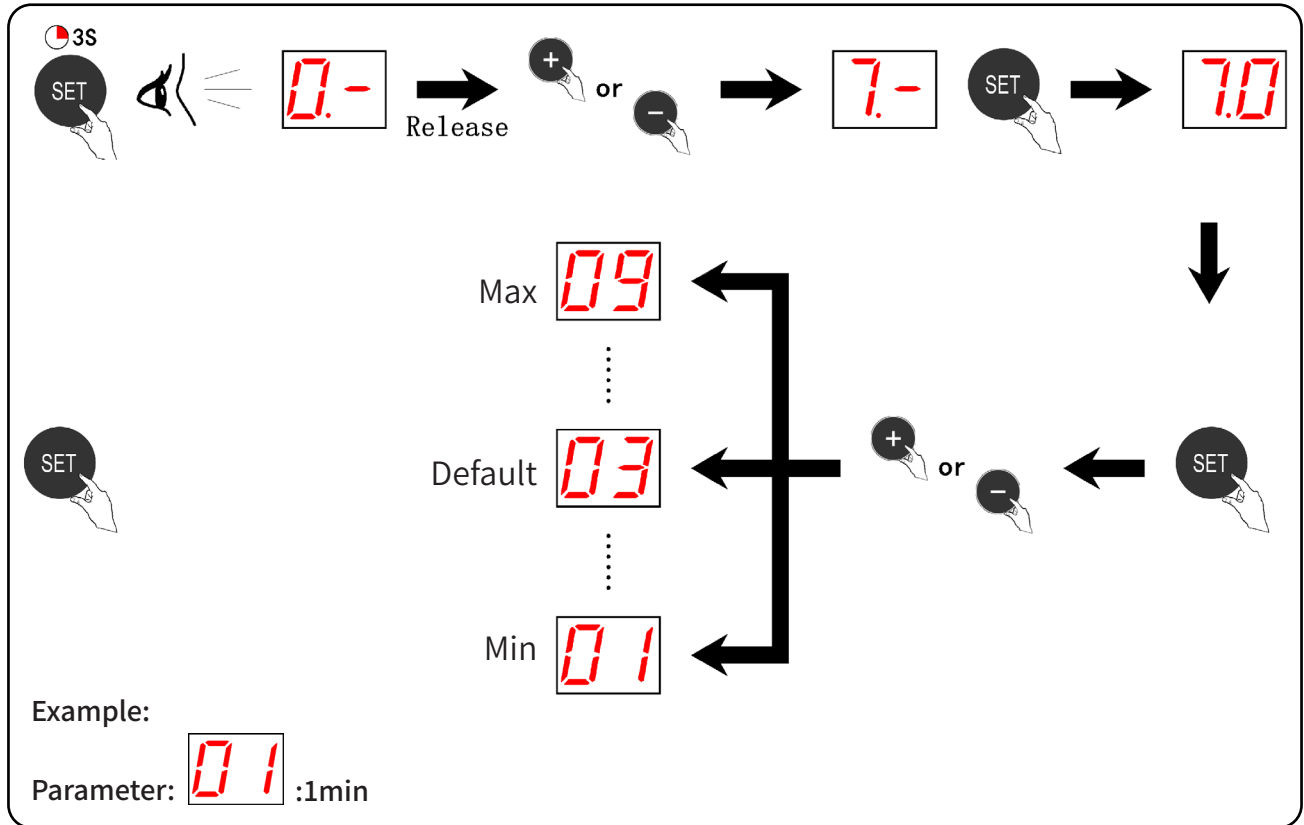 3S
SET
0.-
Release
+
or
-
7.-
SET
7.0
Max 09
SET
Default 03
+
or
-
SET
Min 01
Example:
Parameter: 01 :1min